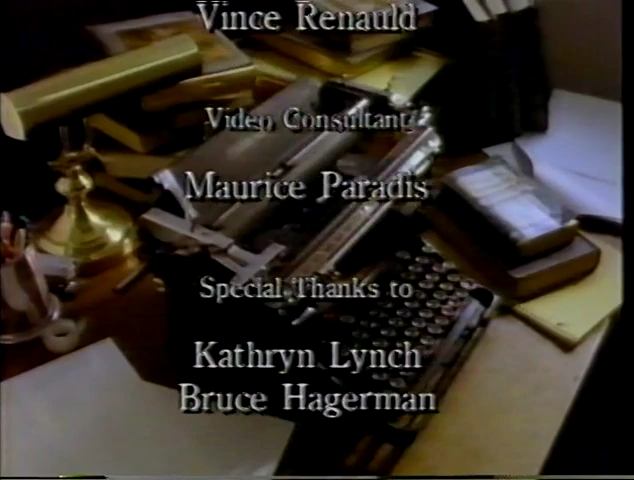 Vince Renauld
Video Consultant
Maurice Paradis
Special Thanks to
Kathryn Lynch
Bruce Hagerman